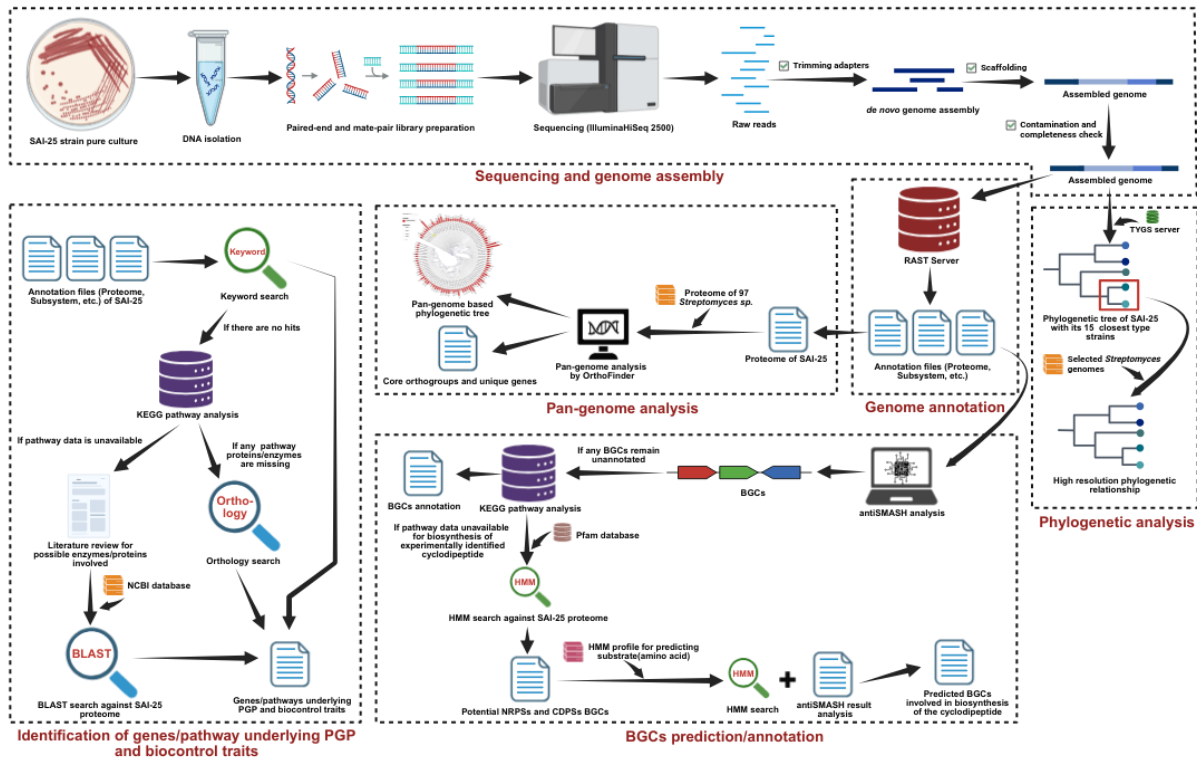 SAI-25 strain pure culture
DNA isolation
Paired-end and mate-pair library preparation
Sequencing (IlluminaHiSeq 2500)
Raw reads
Trimming adapters
de novo genome assembly
Scaffolding
Assembled genome
Contamination and
completeness check
Assembled genome
Sequencing and genome assembly
Annotation files (Proteome,
Subsystem, etc.) of SAI-25
Keyword
Keyword search
If there are no hits
KEGG pathway analysis
If pathway data is unavailable
If any pathway
proteins/enzymes
are missing
Literature review for
possible enzymes/proteins
involved
Ortho-
logy
Orthology search
NCBI database
BLAST
BLAST search against SAI-25
proteome
Genes/pathways underlying
PGP and biocontrol traits
Identification of genes/pathway underlying PGP
and biocontrol traits
Pan-genome based
phylogenetic tree
Core orthogroups and unique genes
Pan-genome analysis
by OrthoFinder
Proteome of 97
Streptomyces sp.
Proteome of SAI-25
Pan-genome analysis
RAST Server
Annotation files (Proteome,
Subsystem, etc.)
Genome annotation
TYGS server
Phylogenetic tree of SAI-25
with its 15 closest type
strains
Selected Streptomyces
genomes
High resolution phylogenetic
relationship
Phylogenetic analysis
BGCs annotation
KEGG pathway analysis
If any BGCs remain
unannotated
BGCs
antiSMASH analysis
If pathway data unavailable
for biosynthesis of
experimentally identified
cyclodipeptide
Pfam database
HMM
HMM search against SAI-25 proteome
Potential NRPSs and CDPSs BGCs
HMM profile for predicting
substrate(amino acid)
HMM
HMM search
antiSMASH result
analysis
Predicted BGCs
involved in biosynthesis
of the cyclodipeptide
BGCs prediction/annotation